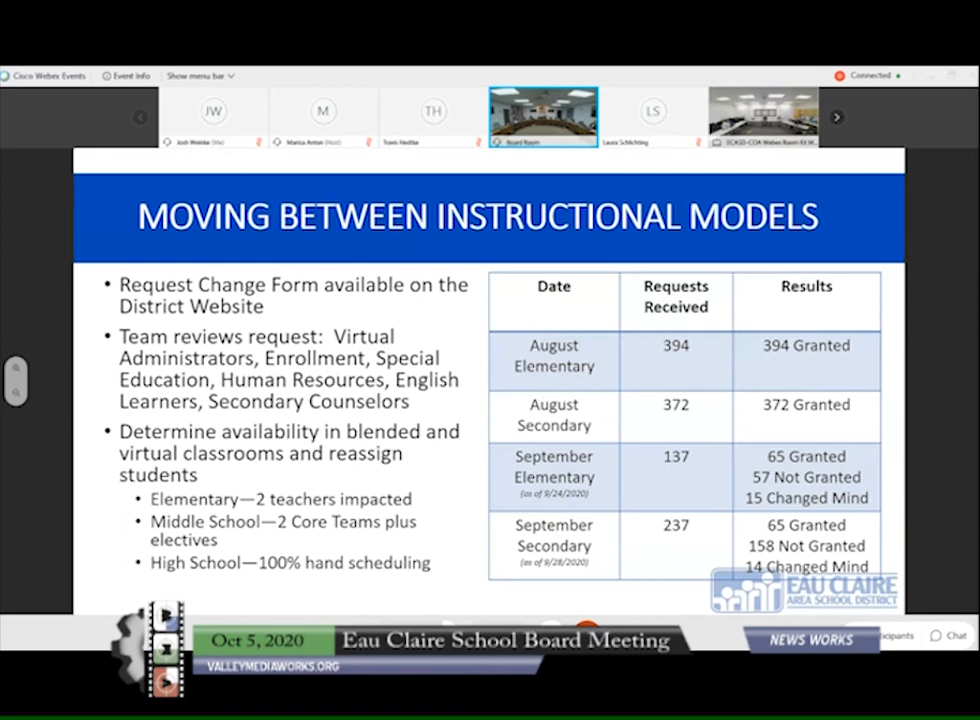 Cisco Webex Events
Event Info
Show menu bar
Connected
JW
M
TH
LS
Josh Weinke (Me)
Marisa Anton (Host)
Travis Hedtke
Board Room
Laura Schlichting
MOVING BETWEEN INSTRUCTIONAL MODELS
• Request Change Form available on the
District Website
• Team reviews request: Virtual
Administrators, Enrollment, Special
Education, Human Resources, English
Learners, Secondary Counselors
• Determine availability in blended and
virtual classrooms and reassign
students
• Elementary—2 teachers impacted
• Middle School—2 Core Teams plus
electives
• High School—100% hand scheduling
Date
Requests
Received
Results
August
Elementary
394
394 Granted
August
Secondary
372
372 Granted
September
Elementary
(as of 9/24/2020)
137
65 Granted
57 Not Granted
15 Changed Mind
September
Secondary
(as of 9/28/2020)
237
65 Granted
158 Not Granted
14 Changed Mind
EAU CLAIRE
AREA SCHOOL DISTRICT
Oct 5, 2020
Eau Claire School Board Meeting
NEWS WORKS
Chat
VALLEYMEDIAWORKS.ORG